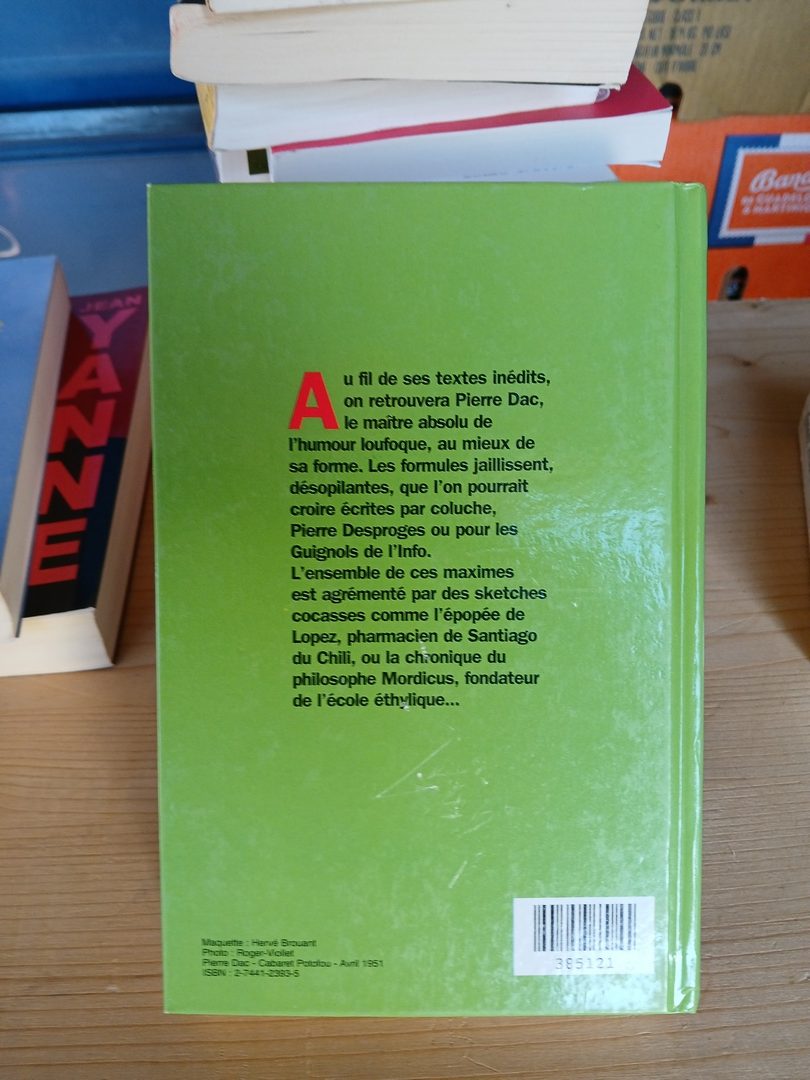 Au fil de ses textes inédits,
on retrouvera Pierre Dac,
le maître absolu de
l'humour loufoque, au mieux de
sa forme. Les formules jaillissent,
désopilantes, que l'on pourrait
croire écrites par coluche,
Pierre Desproges ou pour les
Guignols de l'Info.
L'ensemble de ces maximes
est agrémenté par des sketches
cocasses comme l'épopée de
Lopez, pharmacien de Santiago
du Chili, ou la chronique du
philosophe Mordicus, fondateur
de l'école éthylique...
Maquette : Hervé Brouant
Photo : Roger-Viollet
Pierre Dac - Cabaret Potofou - Avril 1951
ISBN : 2-7441-2393-5
385121
JEAN
YANNE